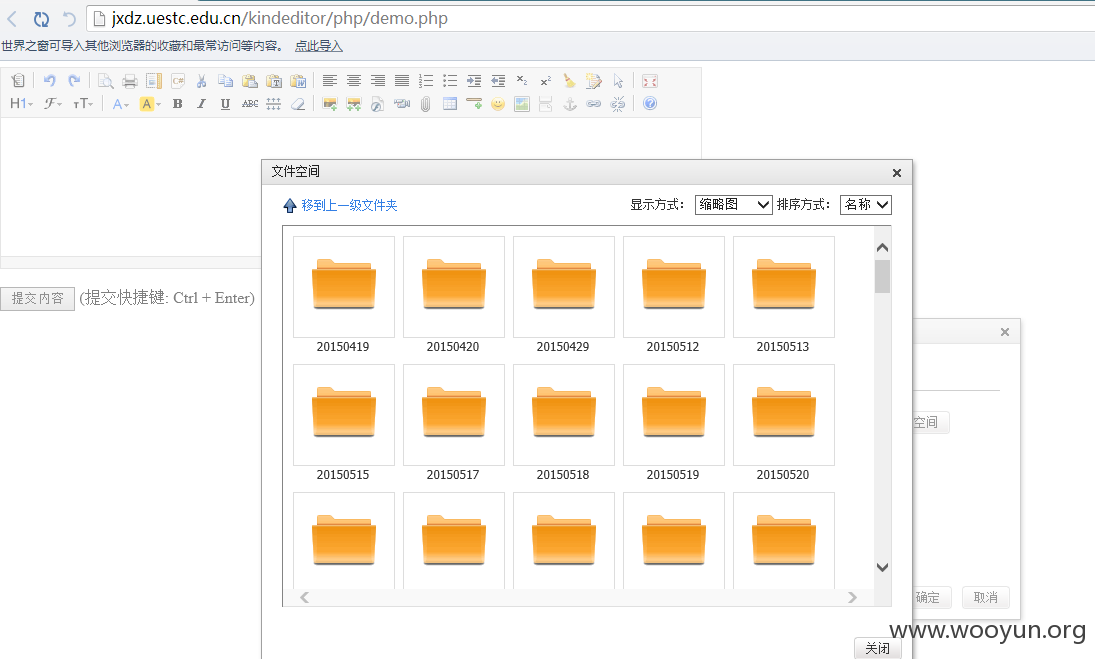 jxdz.uestc.edu.cn/kindeditor/php/demo.php
世界之窗可导入其他浏览器的收藏和最常访问等内容。 点此导入
H1 F тT A A B I U ABC
文件空间
移到上一级文件夹 显示方式: 缩略图 排序方式: 名称
提交内容 (提交快捷键: Ctrl + Enter)
20150419 20150420 20150429 20150512 20150513
空间
20150515 20150517 20150518 20150519 20150520
确定 取消
www.wooyun.org
关闭